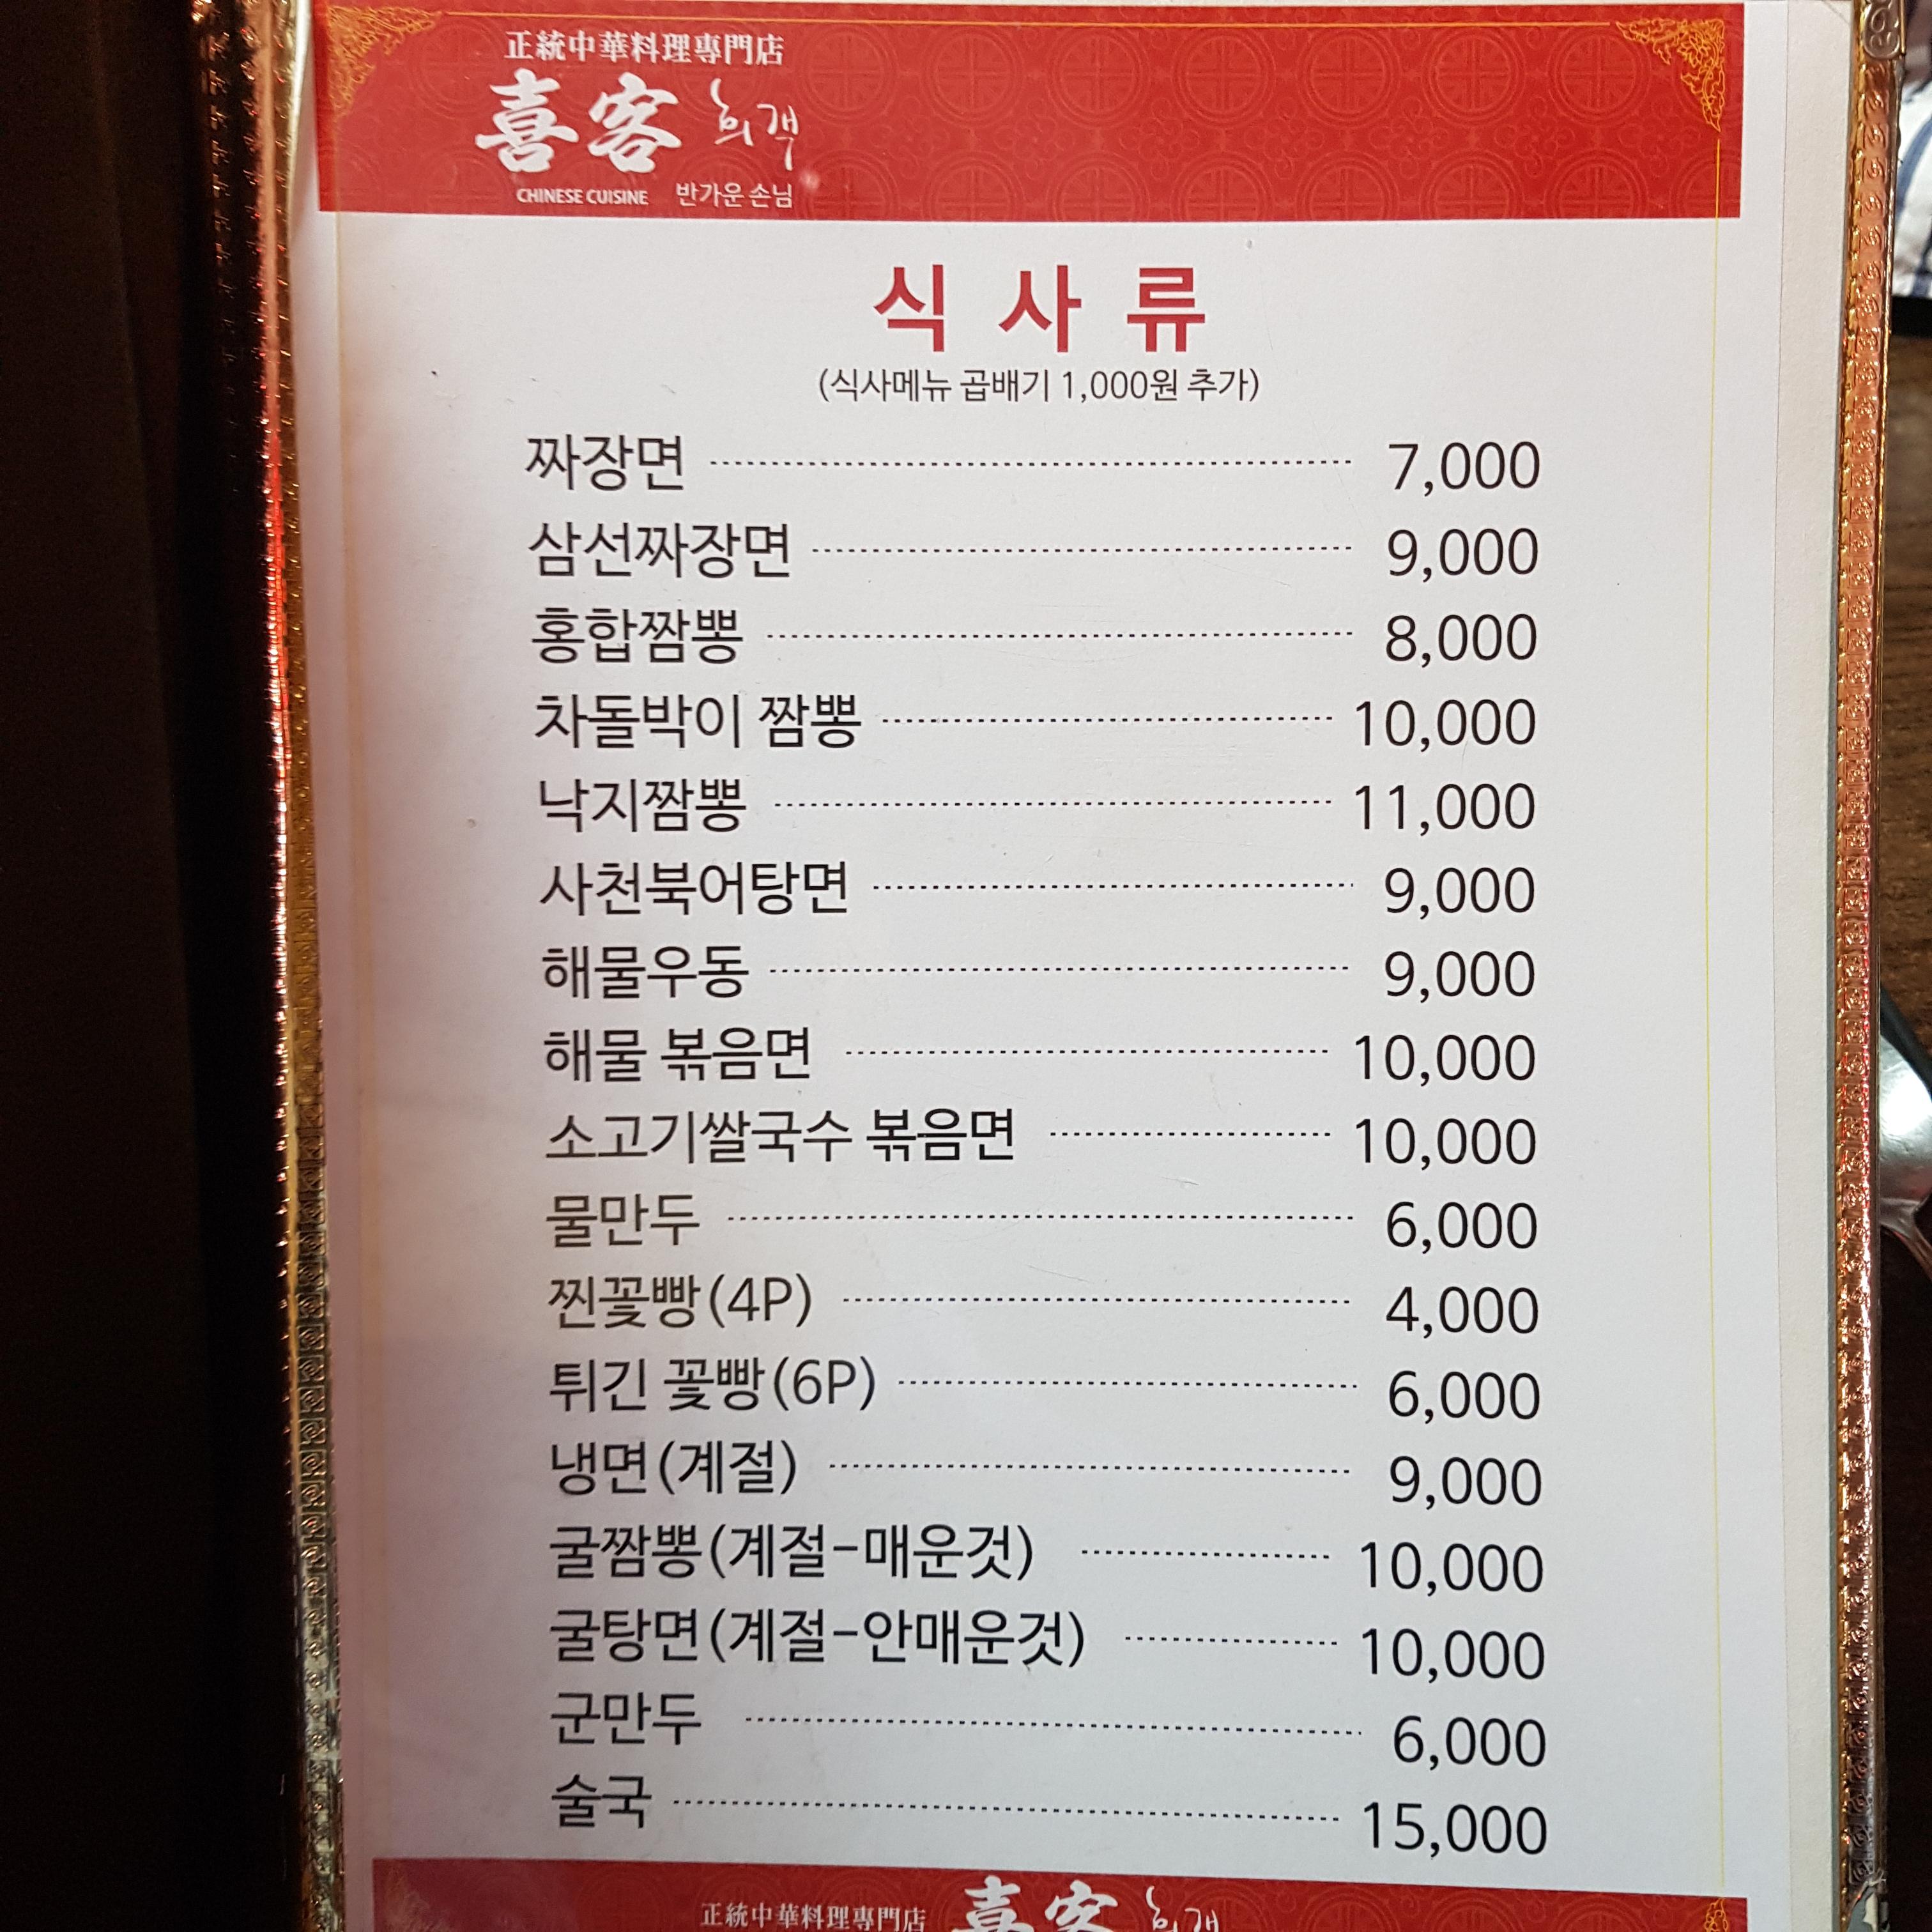 正統中華料理專門店
喜客 희객
CHINESE CUISINE 반가운 손님
식사류
(식사메뉴 곱배기 1,000원 추가)
짜장면 7,000
삼선짜장면 9,000
홍합짬뽕 8,000
차돌박이 짬뽕 10,000
낙지짬뽕 11,000
사천북어탕면 9,000
해물우동 9,000
해물 볶음면 10,000
소고기쌀국수 볶음면 10,000
물만두 6,000
찐꽃빵(4P) 4,000
튀긴 꽃빵(6P) 6,000
냉면(계절) 9,000
굴짬뽕(계절-매운것) 10,000
굴탕면(계절-안매운것) 10,000
군만두 6,000
술국 15,000
正統中華料理專門店 喜客 희객